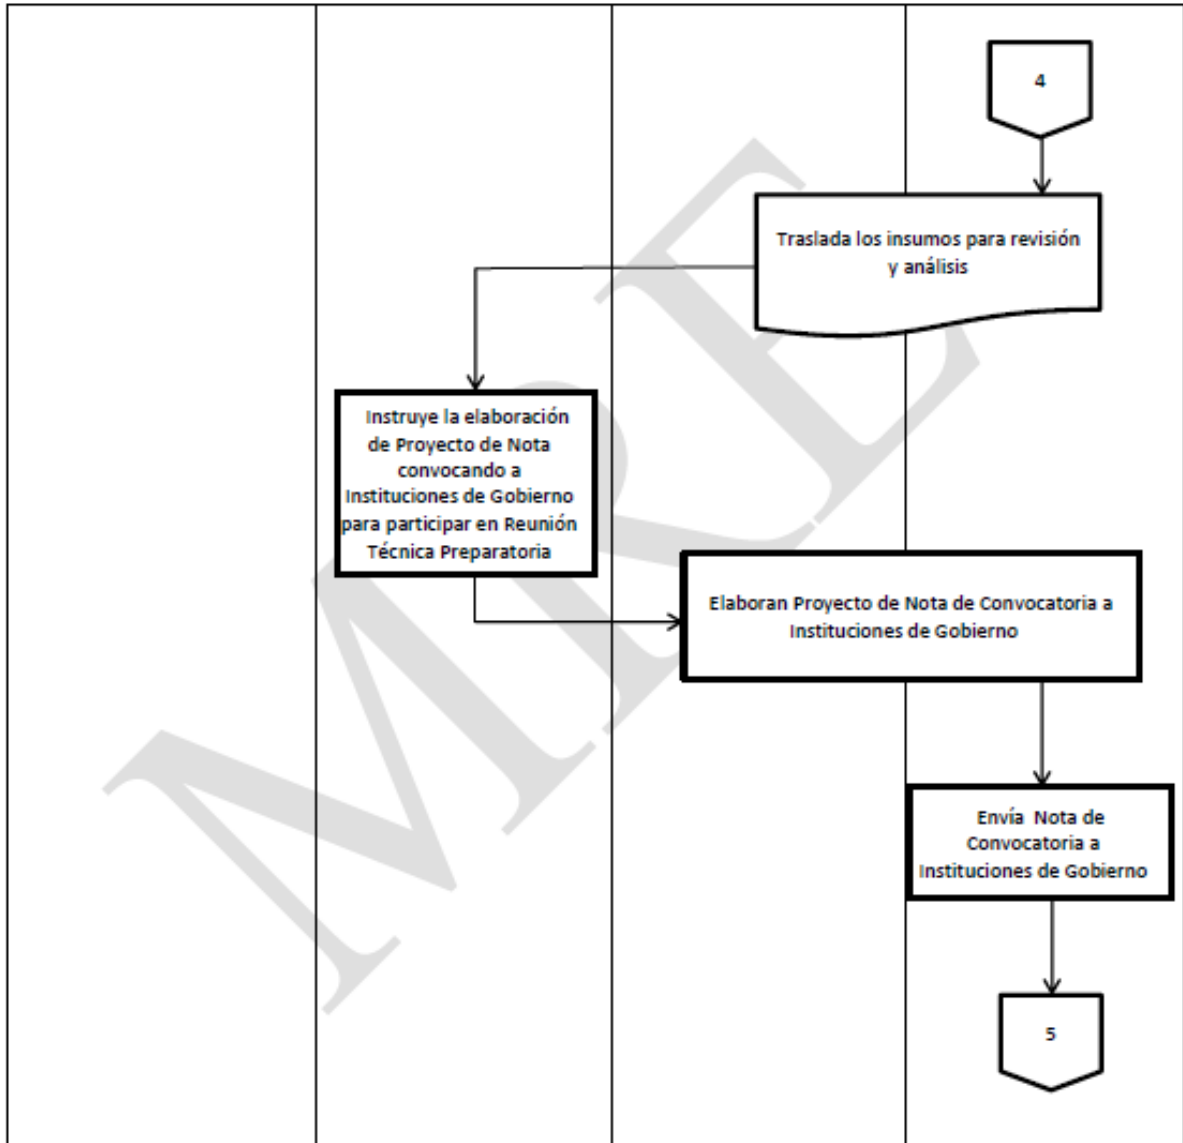 4
Traslada los insumos para revisión
y análisis
Instruye la elaboración
de Proyecto de Nota
convocando a
Instituciones de Gobierno
para participar en Reunión
Técnica Preparatoria
Elaboran Proyecto de Nota de Convocatoria a
Instituciones de Gobierno
Envía Nota de
Convocatoria a
Instituciones de Gobierno
5
MRE